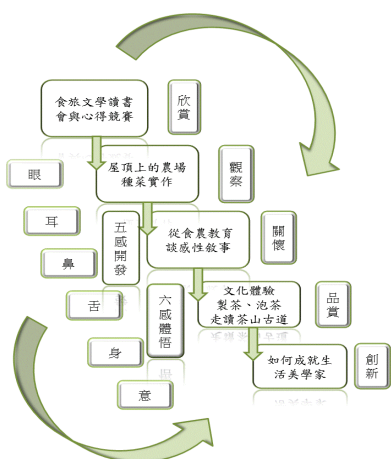 食旅文學讀書
會與心得競賽
欣
賞
屋頂上的農場
種菜實作
觀
察
眼
耳
五
感
開
發
從食農教育
談感性敘事
關
懷
鼻
舌
六
感
體
悟
文化體驗
製茶、泡茶
走讀茶山古道
品
賞
身
如何成就生
活美學家
創
新
意